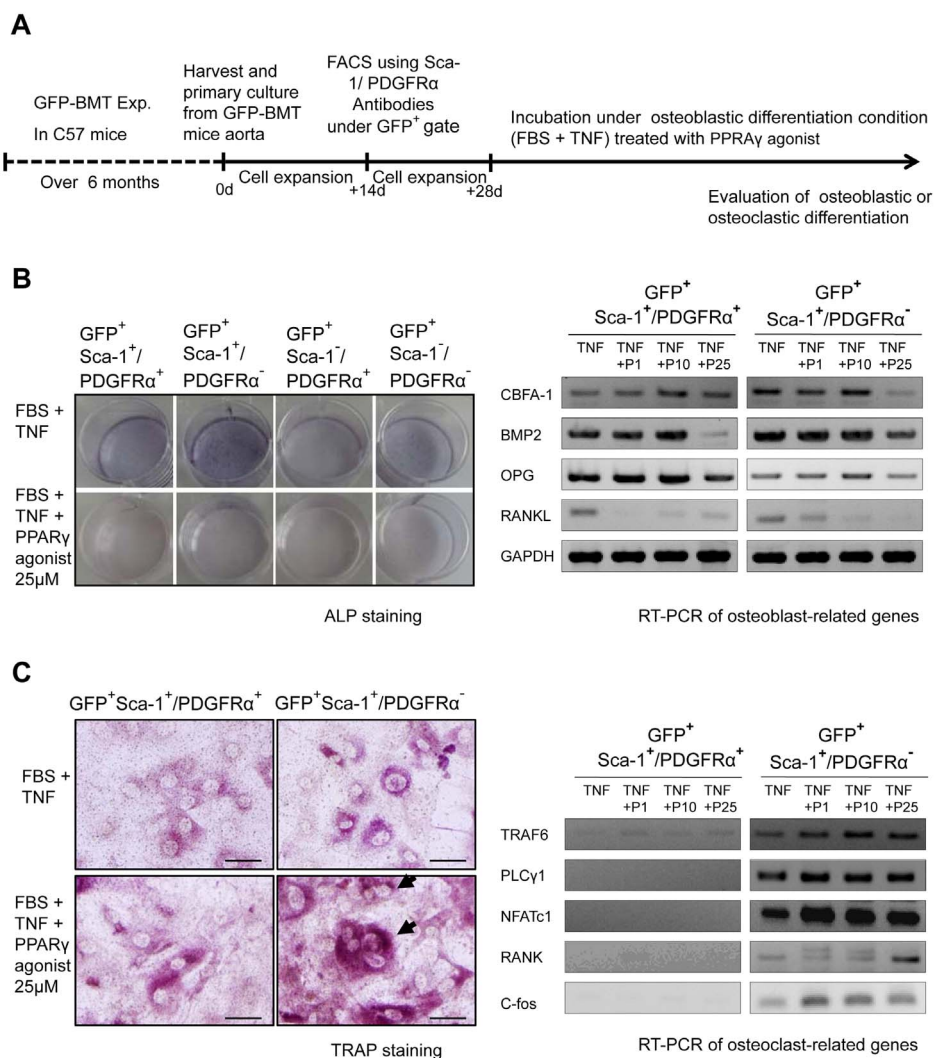 A
GFP-BMT Exp.
In C57 mice
Over 6 months
Harvest and
primary culture
from GFP-BMT
mice aorta
0d
Cell expansion
+14d
FACS using Sca-
1/ PDGFRα
Antibodies
under GFP⁺ gate
Cell expansion
+28d
Incubation under osteoblastic differentiation condition
(FBS + TNF) treated with PPRAγ agonist
Evaluation of osteoblastic or
osteoclastic differentiation
B
GFP⁺
Sca-1⁺/
PDGFRα⁺
GFP⁺
Sca-1⁺/
PDGFRα⁻
GFP⁺
Sca-1⁻/
PDGFRα⁺
GFP⁺
Sca-1⁻/
PDGFRα⁻
FBS +
TNF
FBS +
TNF +
PPARγ
agonist
25μM
ALP staining
GFP⁺
Sca-1⁺/PDGFRα⁺
GFP⁺
Sca-1⁺/PDGFRα⁻
TNF TNF +P1 TNF +P10 TNF +P25 TNF TNF +P1 TNF +P10 TNF +P25
CBFA-1
BMP2
OPG
RANKL
GAPDH
RT-PCR of osteoblast-related genes
C
GFP⁺Sca-1⁺/PDGFRα⁺ GFP⁺Sca-1⁺/PDGFRα⁻
FBS +
TNF
FBS +
TNF +
PPARγ
agonist
25μM
TRAP staining
GFP⁺
Sca-1⁺/PDGFRα⁺
GFP⁺
Sca-1⁺/PDGFRα⁻
TNF TNF +P1 TNF +P10 TNF +P25 TNF TNF +P1 TNF +P10 TNF +P25
TRAF6
PLCγ1
NFATc1
RANK
C-fos
RT-PCR of osteoclast-related genes